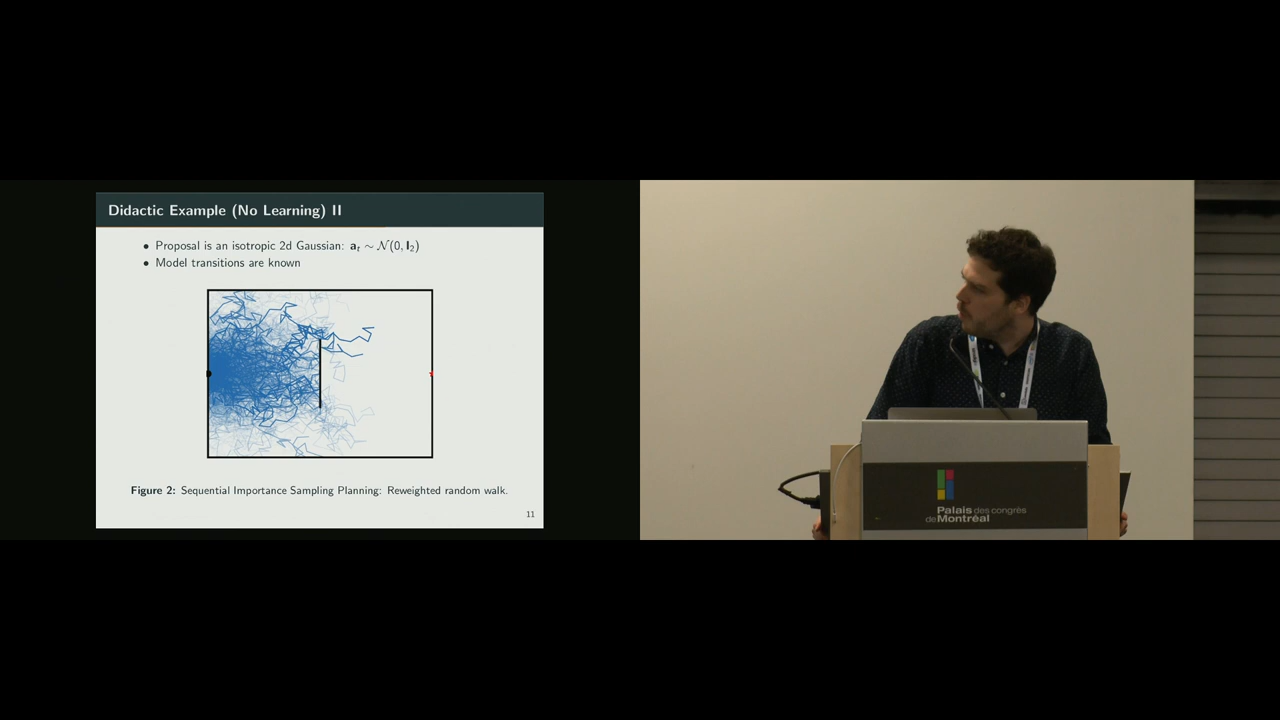 Didactic Example (No Learning) II
• Proposal is an isotropic 2d Gaussian: aₜ ∼ 𝒩(0, I₂)
• Model transitions are known
Figure 2: Sequential Importance Sampling Planning: Reweighted random walk.
11
Palais des congrès
de Montréal